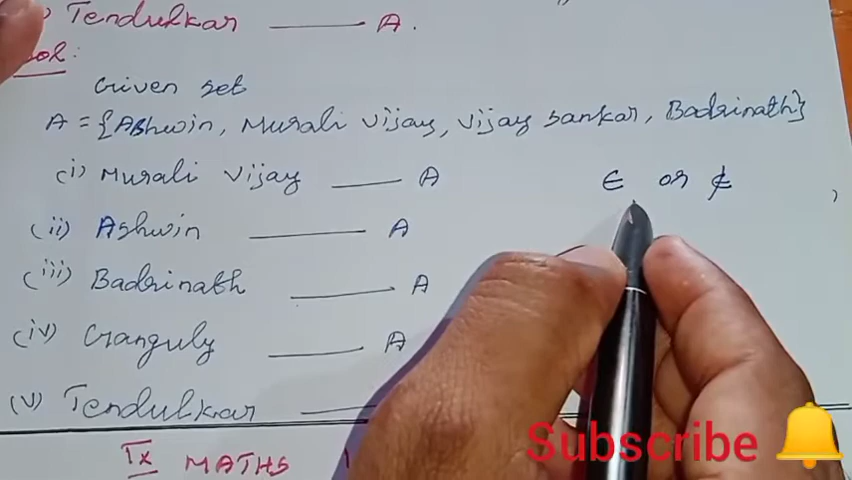 ) Tendulkar ——— A.
Sol:
Given set
A = {Ashwin, Murali Vijay, Vijay Sankar, Badrinath}
(i) Murali Vijay ——— A
∈ or ∉
(ii) Ashwin ——— A
(iii) Badrinath ——— A
(iv) Ganguly ——— A
(v) Tendulkar ———
IX MATHS
Subscribe